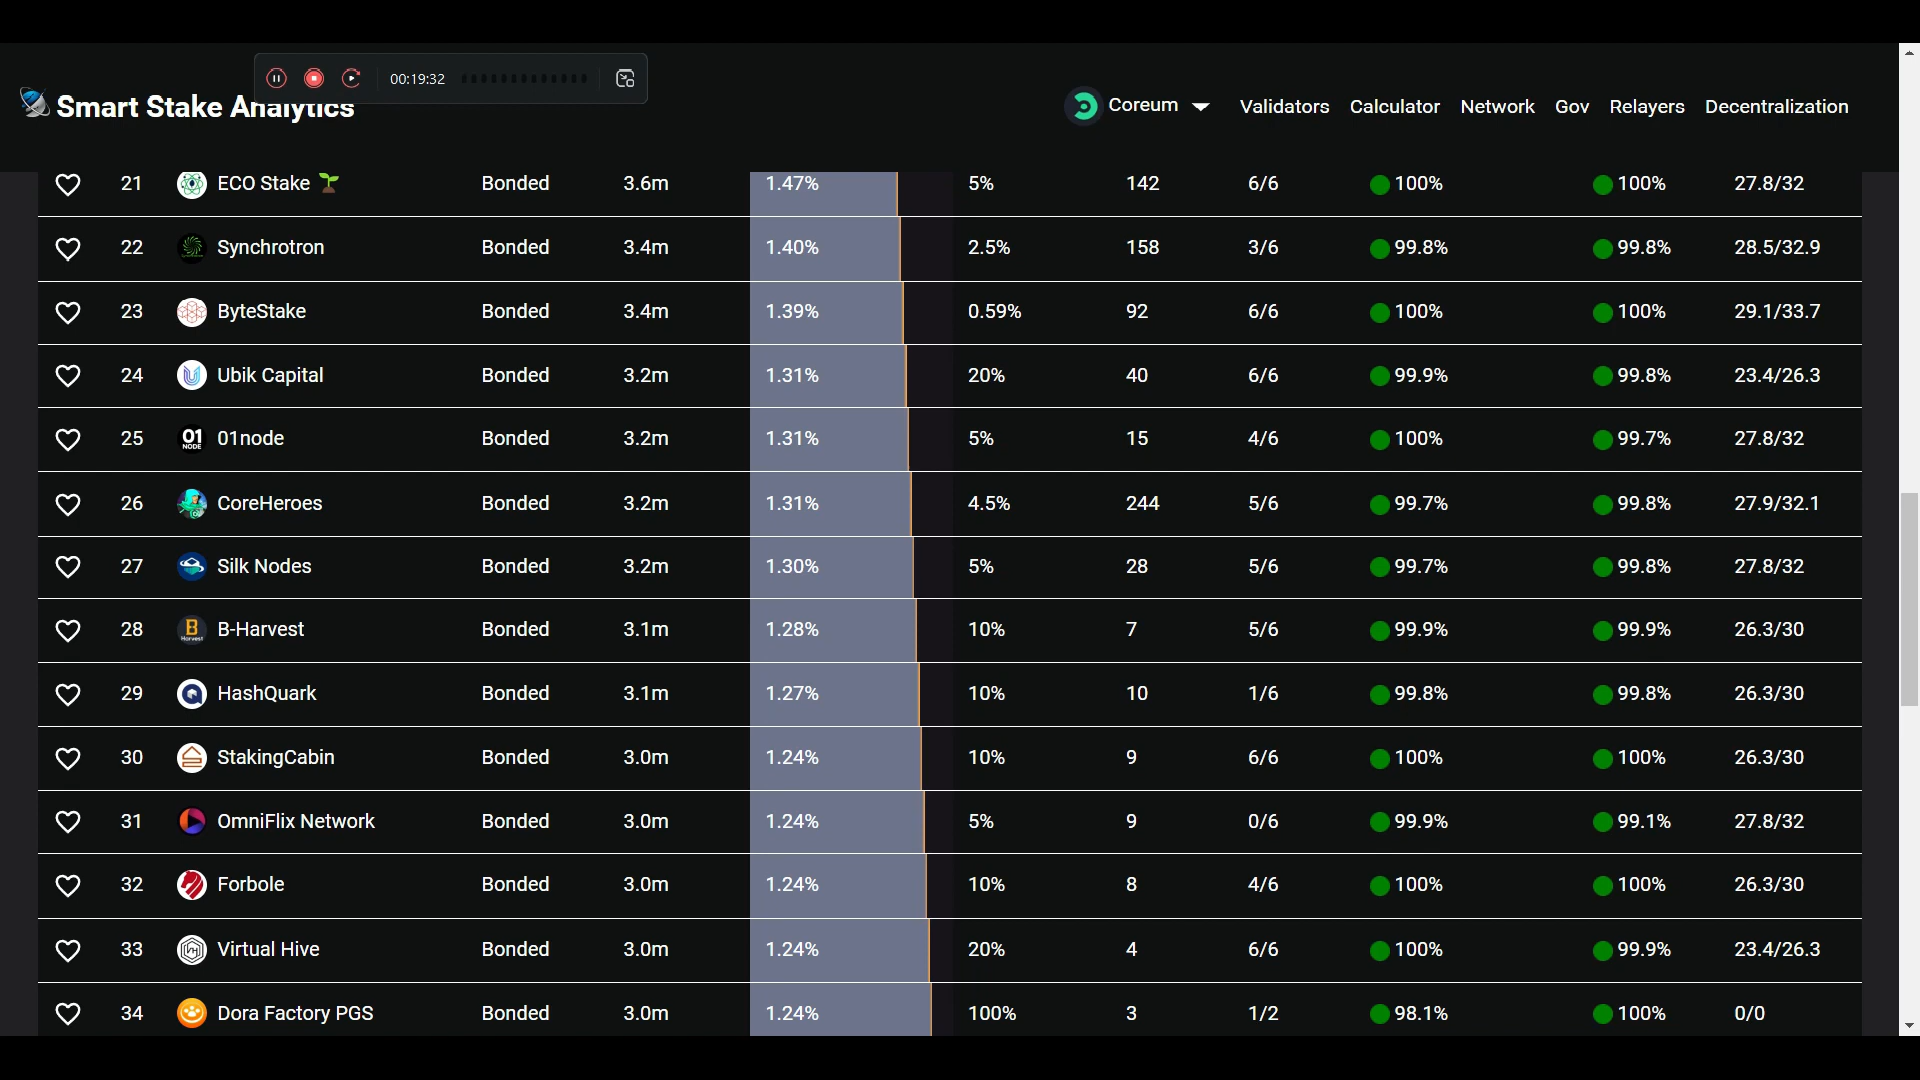 00:19:32
Smart Stake Analytics
Coreum Validators Calculator Network Gov Relayers Decentralization
21 ECO Stake 🌱 Bonded 3.6m 1.47% 5% 142 6/6 100% 100% 27.8/32
22 Synchrotron Bonded 3.4m 1.40% 2.5% 158 3/6 99.8% 99.8% 28.5/32.9
23 ByteStake Bonded 3.4m 1.39% 0.59% 92 6/6 100% 100% 29.1/33.7
24 Ubik Capital Bonded 3.2m 1.31% 20% 40 6/6 99.9% 99.8% 23.4/26.3
25 01 NODE 01node Bonded 3.2m 1.31% 5% 15 4/6 100% 99.7% 27.8/32
26 CoreHeroes Bonded 3.2m 1.31% 4.5% 244 5/6 99.7% 99.8% 27.9/32.1
27 Silk Nodes Bonded 3.2m 1.30% 5% 28 5/6 99.7% 99.8% 27.8/32
28 B Harvest B-Harvest Bonded 3.1m 1.28% 10% 7 5/6 99.9% 99.9% 26.3/30
29 HashQuark Bonded 3.1m 1.27% 10% 10 1/6 99.8% 99.8% 26.3/30
30 StakingCabin Bonded 3.0m 1.24% 10% 9 6/6 100% 100% 26.3/30
31 OmniFlix Network Bonded 3.0m 1.24% 5% 9 0/6 99.9% 99.1% 27.8/32
32 Forbole Bonded 3.0m 1.24% 10% 8 4/6 100% 100% 26.3/30
33 Virtual Hive Bonded 3.0m 1.24% 20% 4 6/6 100% 99.9% 23.4/26.3
34 Dora Factory PGS Bonded 3.0m 1.24% 100% 3 1/2 98.1% 100% 0/0